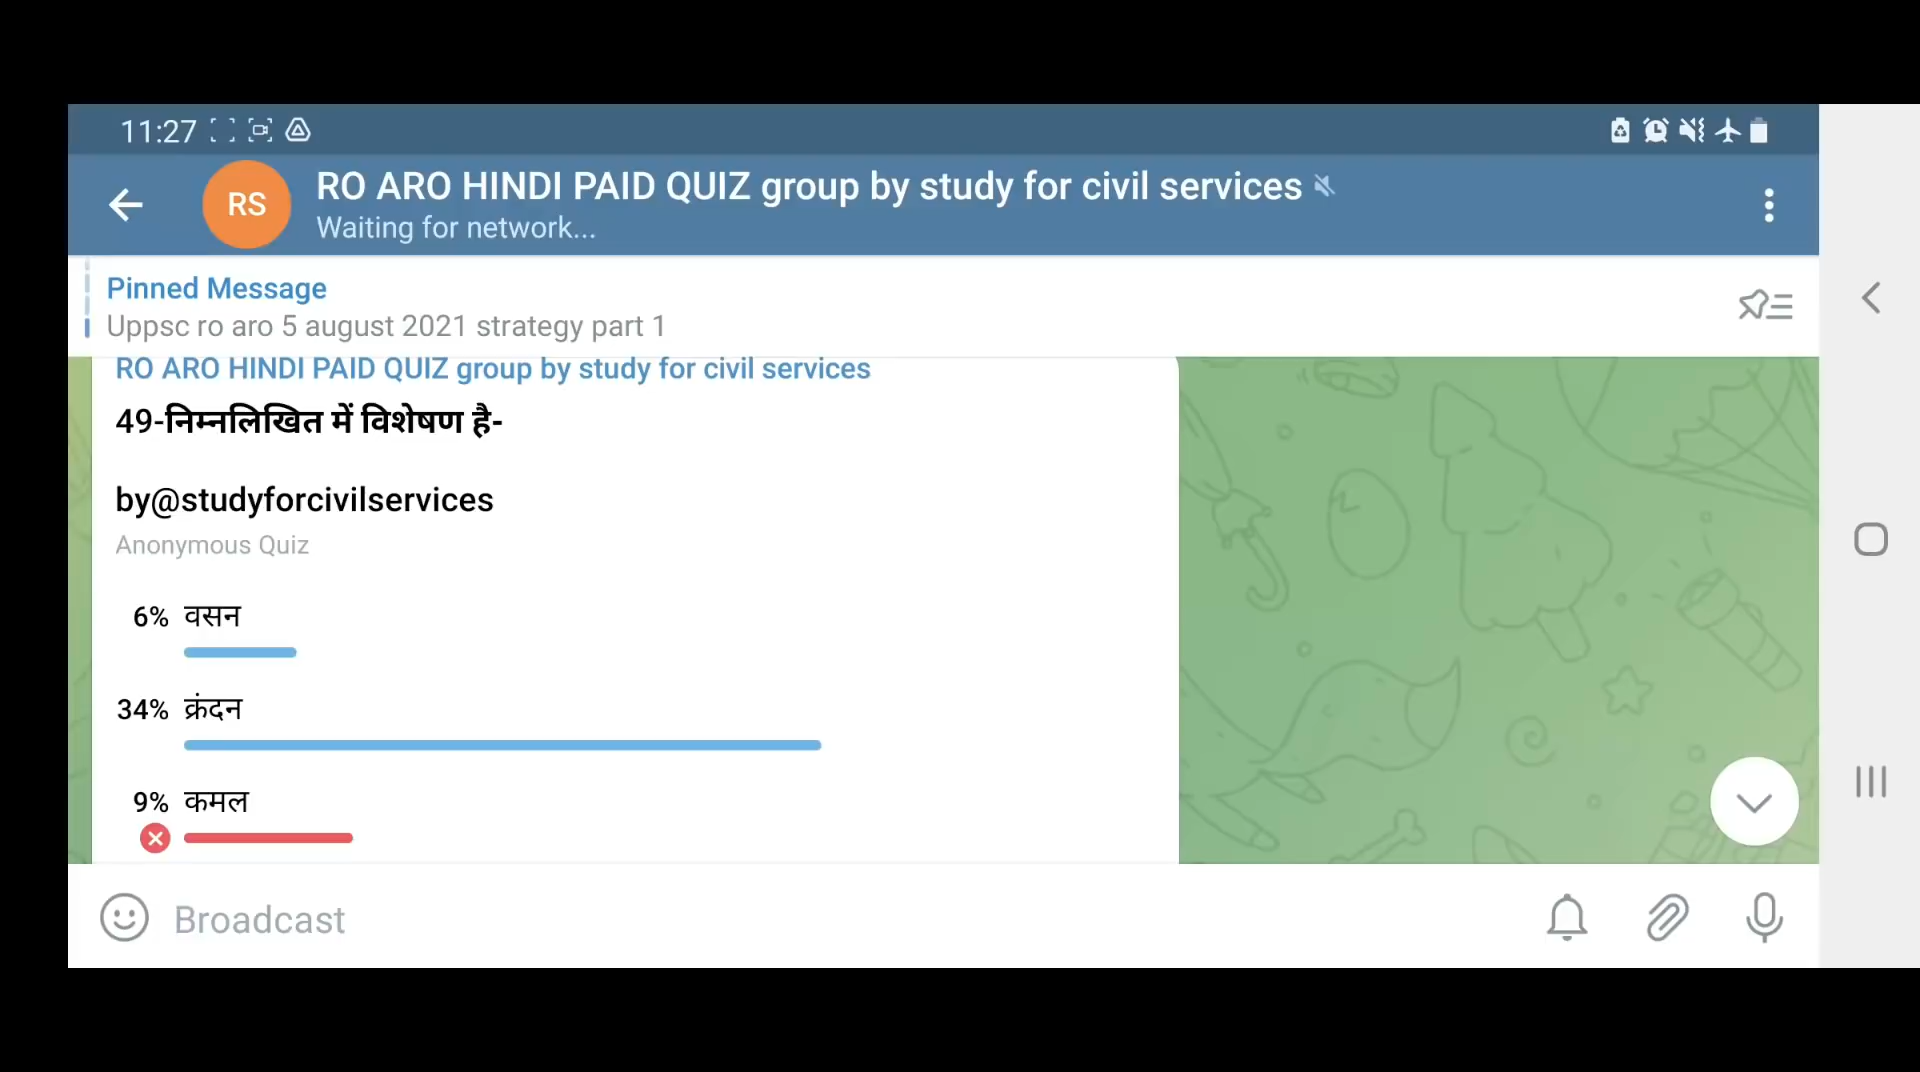 11:27
RO ARO HINDI PAID QUIZ group by study for civil services
RS
Waiting for network...
Pinned Message
Uppsc ro aro 5 august 2021 strategy part 1
RO ARO HINDI PAID QUIZ group by study for civil services
49-निम्नलिखित में विशेषण है-
by@studyforcivilservices
Anonymous Quiz
6% वसन
34% क्रंदन
9% कमल
Broadcast